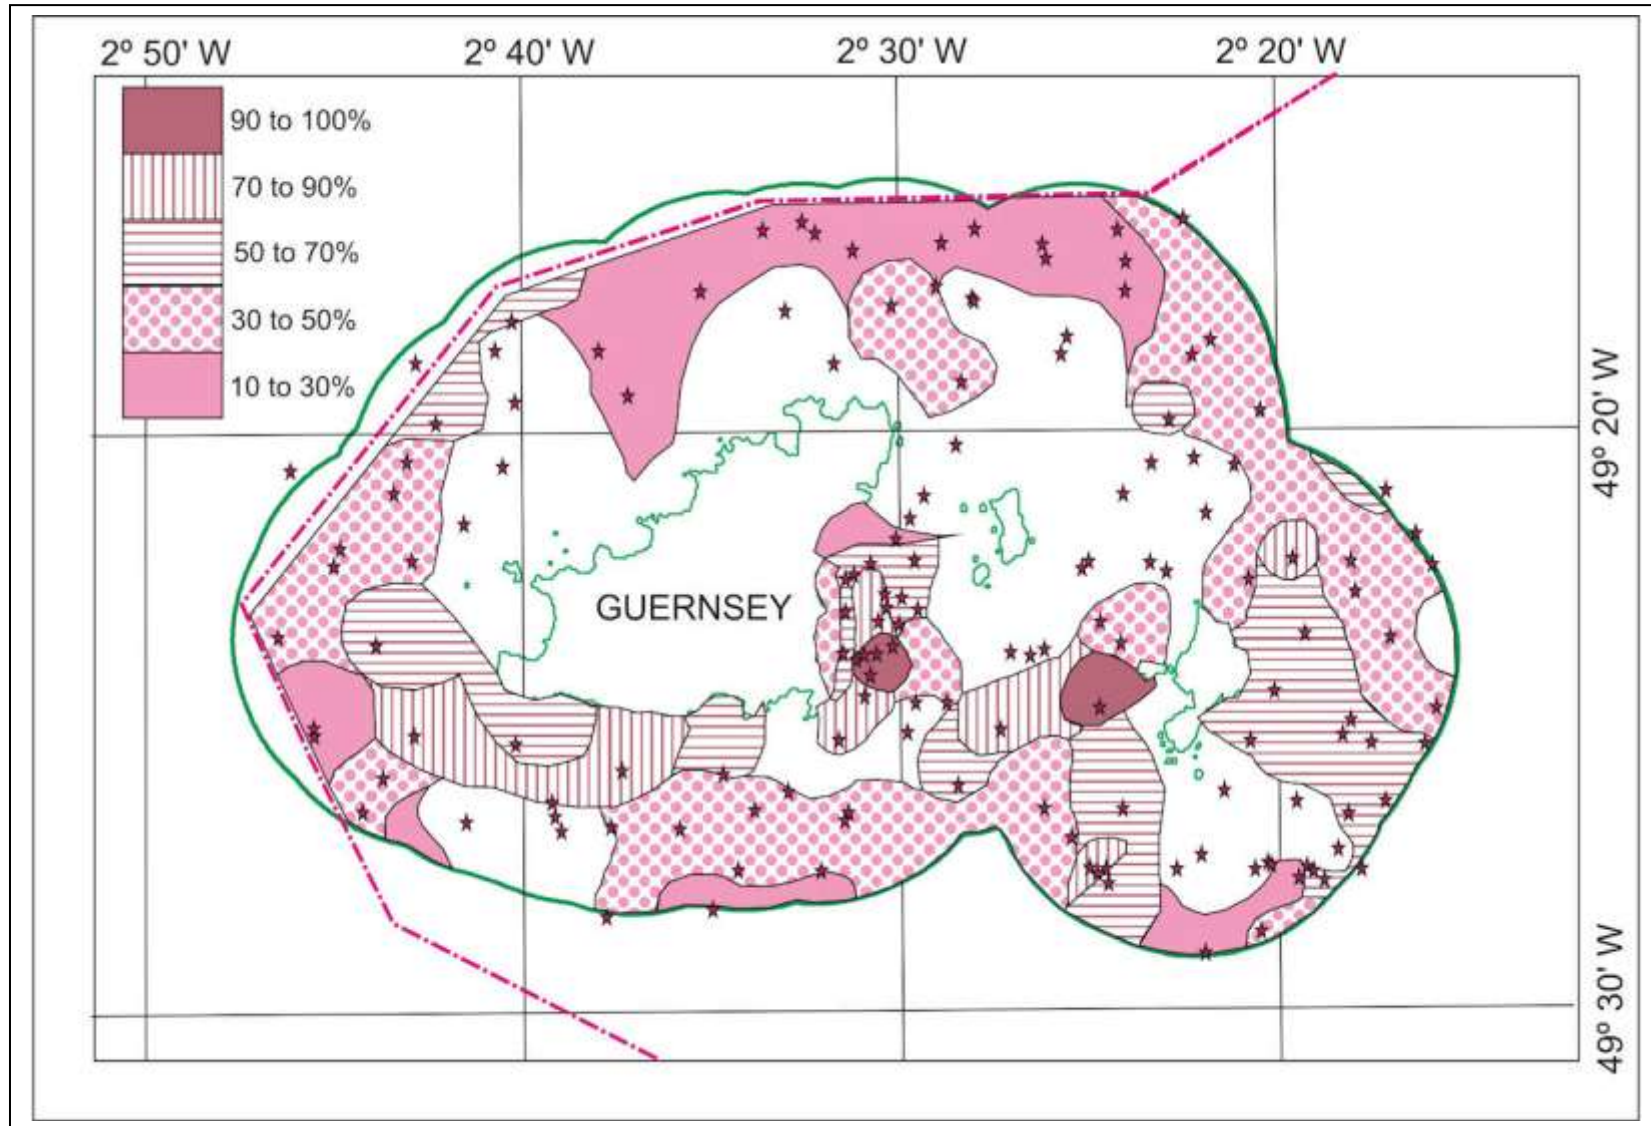 2º 50' W 2º 40' W 2º 30' W 2º 20' W
90 to 100%
70 to 90%
50 to 70%
30 to 50%
10 to 30%
49º 20' W
GUERNSEY
49º 30' W